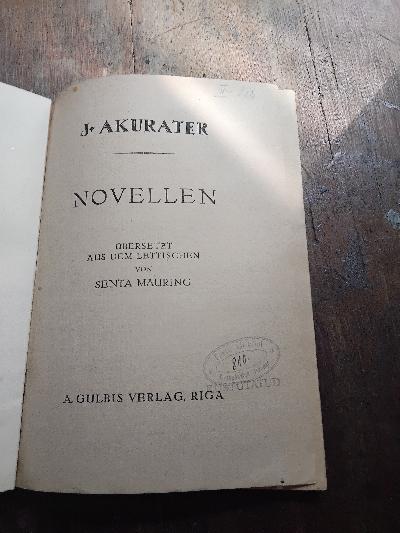 J. AKURATER
NOVELLEN
ÜBERSETZT
AUS DEM LETTISCHEN
VON
SENTA MAURING
A. GULBIS VERLAG, RIGA